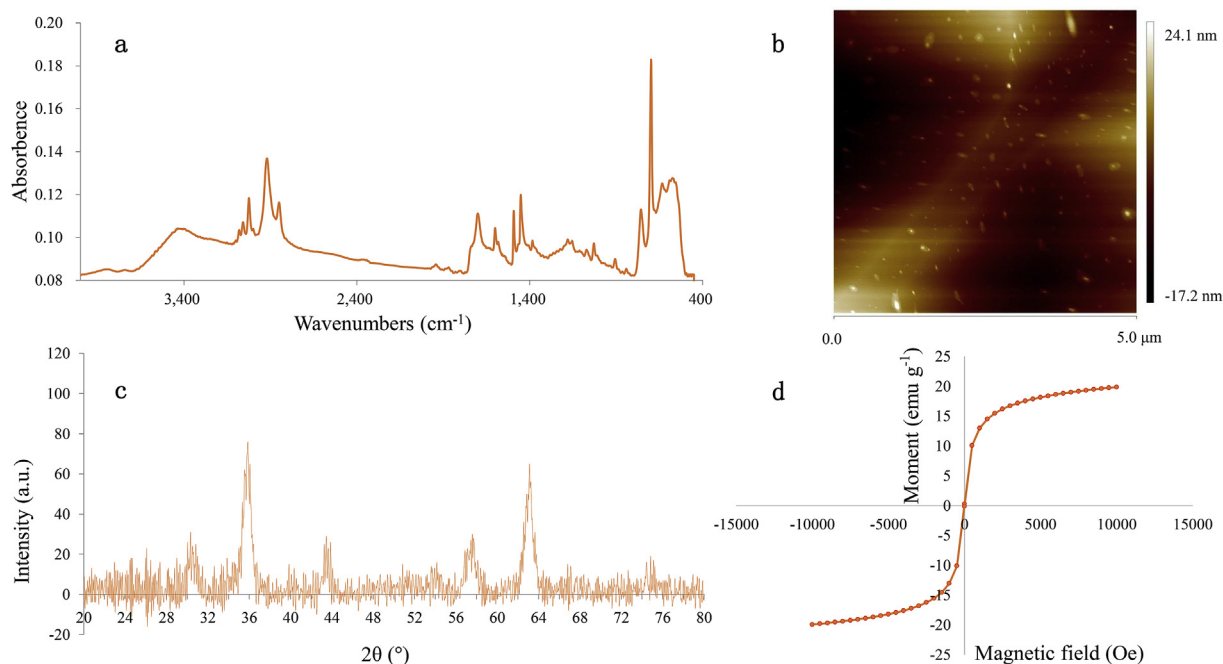 a
0.20
0.18
0.16
0.14
0.12
0.10
0.08
Absorbence
3,400 2,400 1,400 400
Wavenumbers (cm-1)
b
24.1 nm
-17.2 nm
0.0 5.0 μm
c
120
100
80
60
40
20
0
-20
Intensity (a.u.)
20 24 28 32 36 40 44 48 52 56 60 64 68 72 76 80
2θ (°)
d
25
20
15
10
5
0
-5
-10
-15
-20
-25
Moment (emu g-1)
-15000 -10000 -5000 0 5000 10000 15000
Magnetic field (Oe)